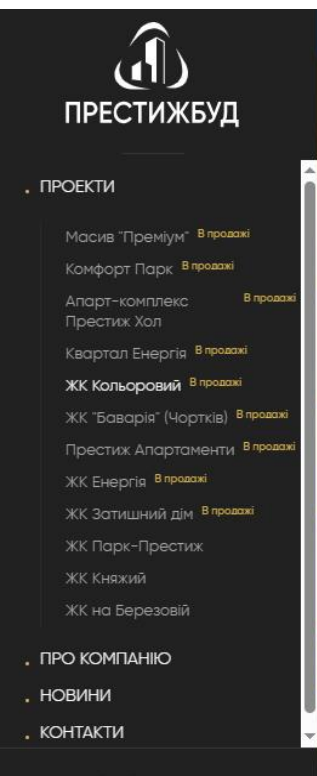 ПРЕСТИЖБУД
ПРОЕКТИ
Масив "Преміум" В продажі
Комфорт Парк В продажі
Апарт-комплекс В продажі
Престиж Хол
Квартал Енергія В продажі
ЖК Кольоровий В продажі
ЖК "Баварія" (Чортків) В продажі
Престиж Апартаменти В продажі
ЖК Енергія В продажі
ЖК Затишний дім В продажі
ЖК Парк-Престиж
ЖК Княжий
ЖК на Березовій
ПРО КОМПАНІЮ
НОВИНИ
КОНТАКТИ